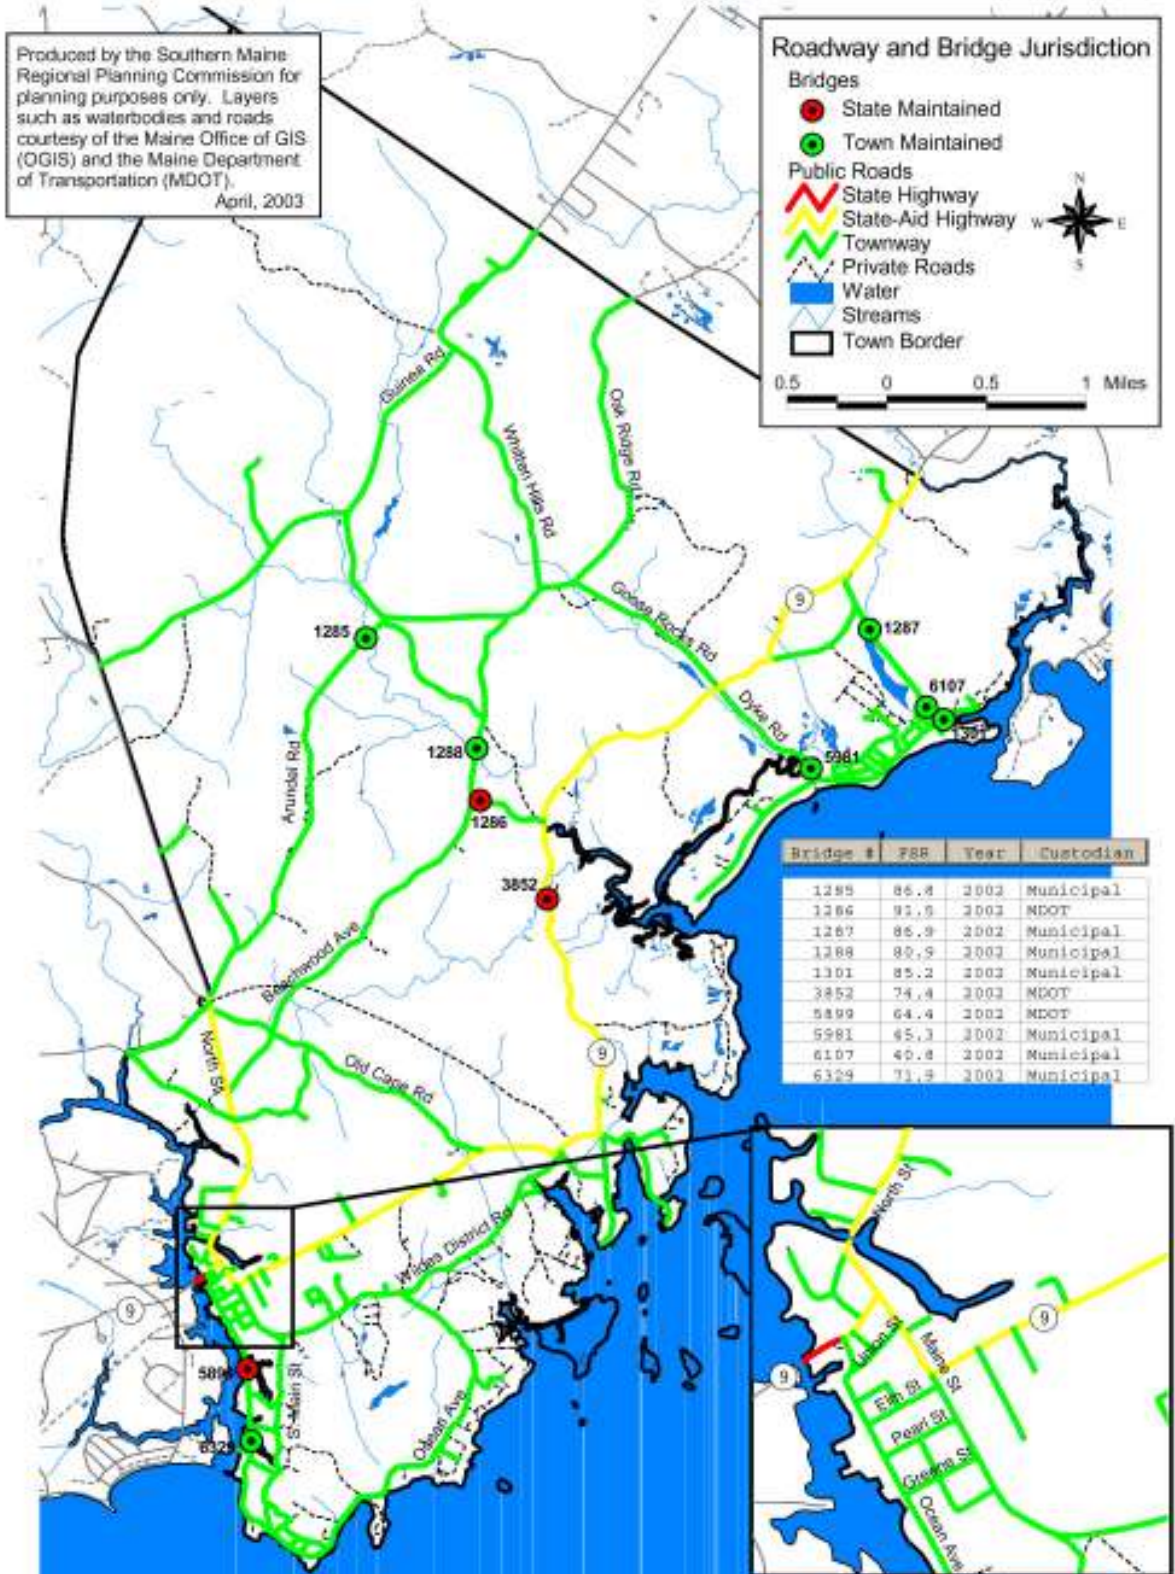 Produced by the Southern Maine
Regional Planning Commission for
planning purposes only. Layers
such as waterbodies and roads
courtesy of the Maine Office of GIS
(OGIS) and the Maine Department
of Transportation (MDOT).
April, 2003
Roadway and Bridge Jurisdiction
Bridges
State Maintained
Town Maintained
Public Roads
State Highway
State-Aid Highway
Townway
Private Roads
Water
Streams
Town Border
N
W E
S
0.5 0 0.5 1 Miles
Guinea Rd
Whitten Hills Rd
Oak Ridge Rd
Goose Rocks Rd
9
1285
1287
6107
Dyke Rd
1288
5981
Arundel Rd
1286
3852
Beachwood Ave
North St
Old Cape Rd
9
Wildes District Rd
9
S. Main St
6329
Ocean Ave
Bridge # FSR Year Custodian
1285 86.8 2002 Municipal
1286 91.5 2002 MDOT
1287 86.9 2002 Municipal
1288 80.9 2002 Municipal
1301 85.2 2002 Municipal
3852 74.4 2002 MDOT
5899 64.4 2002 MDOT
5981 45.3 2002 Municipal
6107 40.8 2002 Municipal
6329 71.9 2002 Municipal
North St
9
Union St
Maine St
9
Elm St
Pearl St
Greene St
Ocean Ave